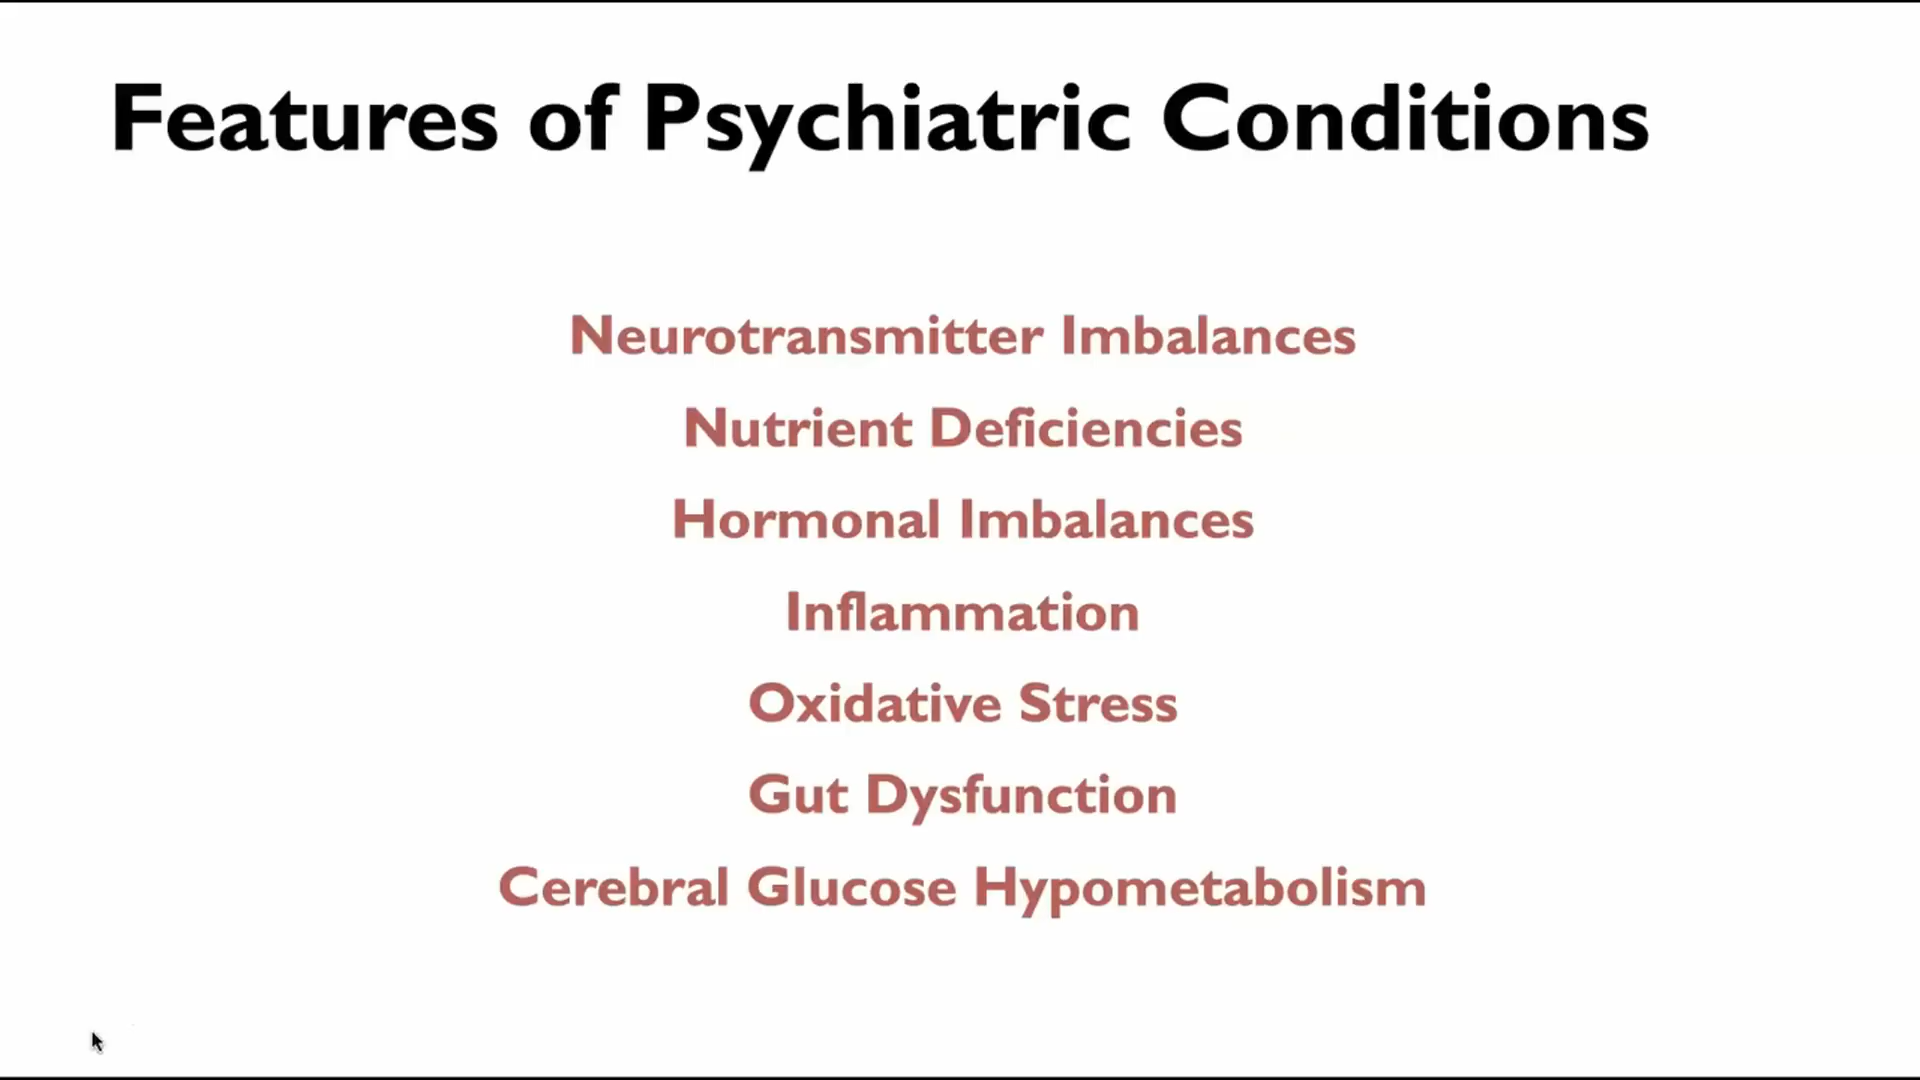 Features of Psychiatric Conditions
Neurotransmitter Imbalances
Nutrient Deficiencies
Hormonal Imbalances
Inflammation
Oxidative Stress
Gut Dysfunction
Cerebral Glucose Hypometabolism